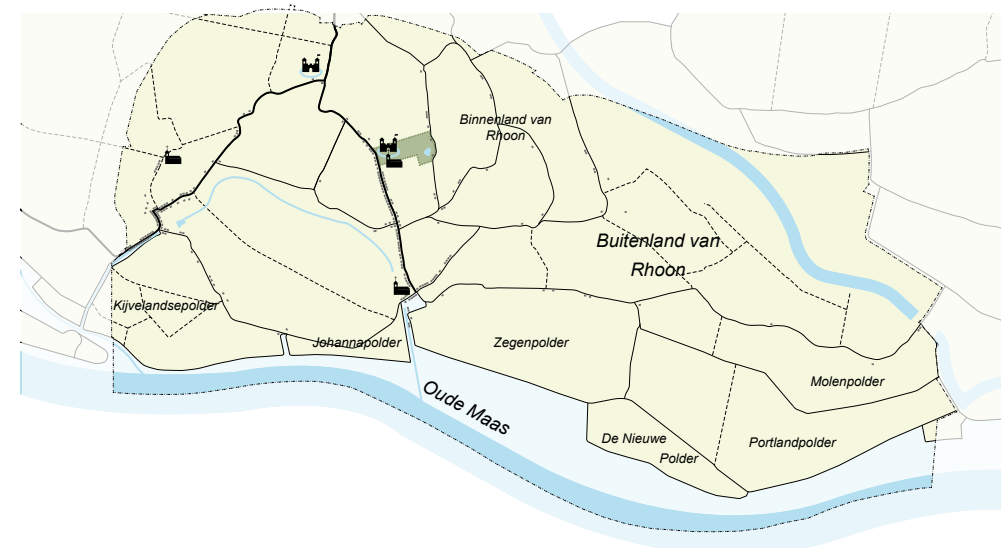 Binnenland van
Rhoon
Buitenland van
Rhoon
Kijvelandsepolder
Johannapolder
Zegenpolder
Molenpolder
Oude Maas
De Nieuwe
Polder
Portlandpolder